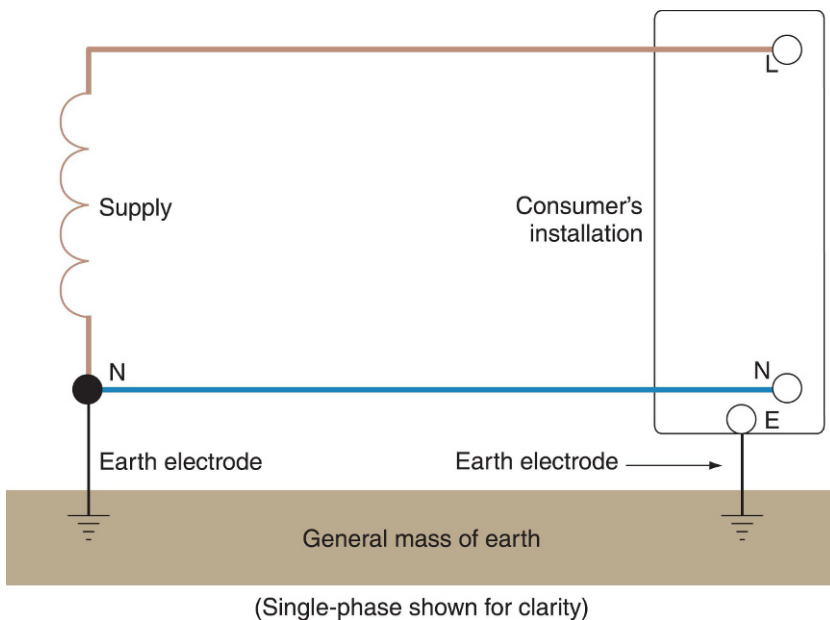 L
Supply
Consumer's
installation
N
N
E
Earth electrode
Earth electrode
General mass of earth
(Single-phase shown for clarity)